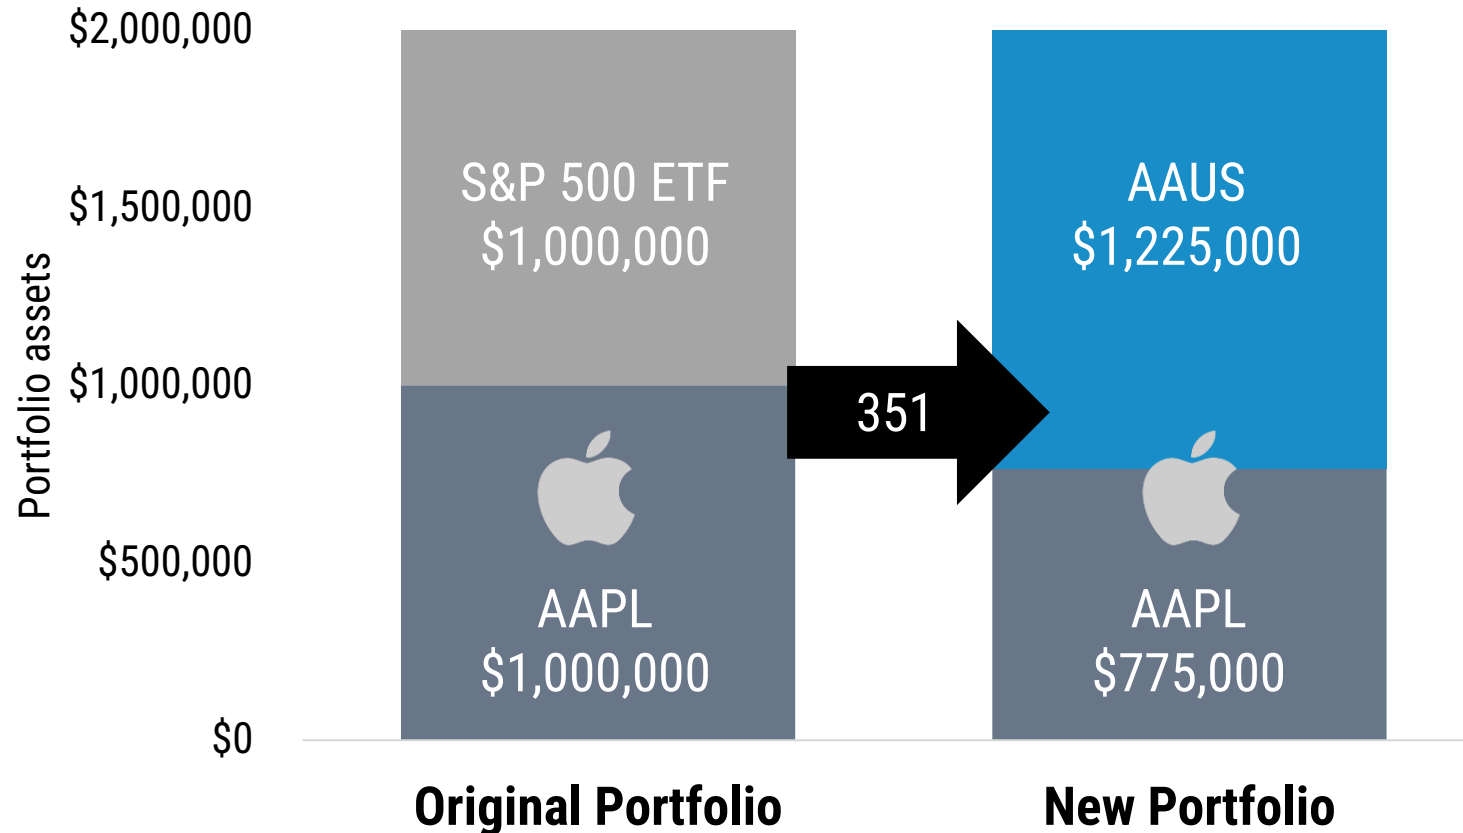 Portfolio assets
$2,000,000
$1,500,000
$1,000,000
$500,000
$0
S&P 500 ETF
$1,000,000
AAPL
$1,000,000
351
AAUS
$1,225,000
AAPL
$775,000
Original Portfolio
New Portfolio